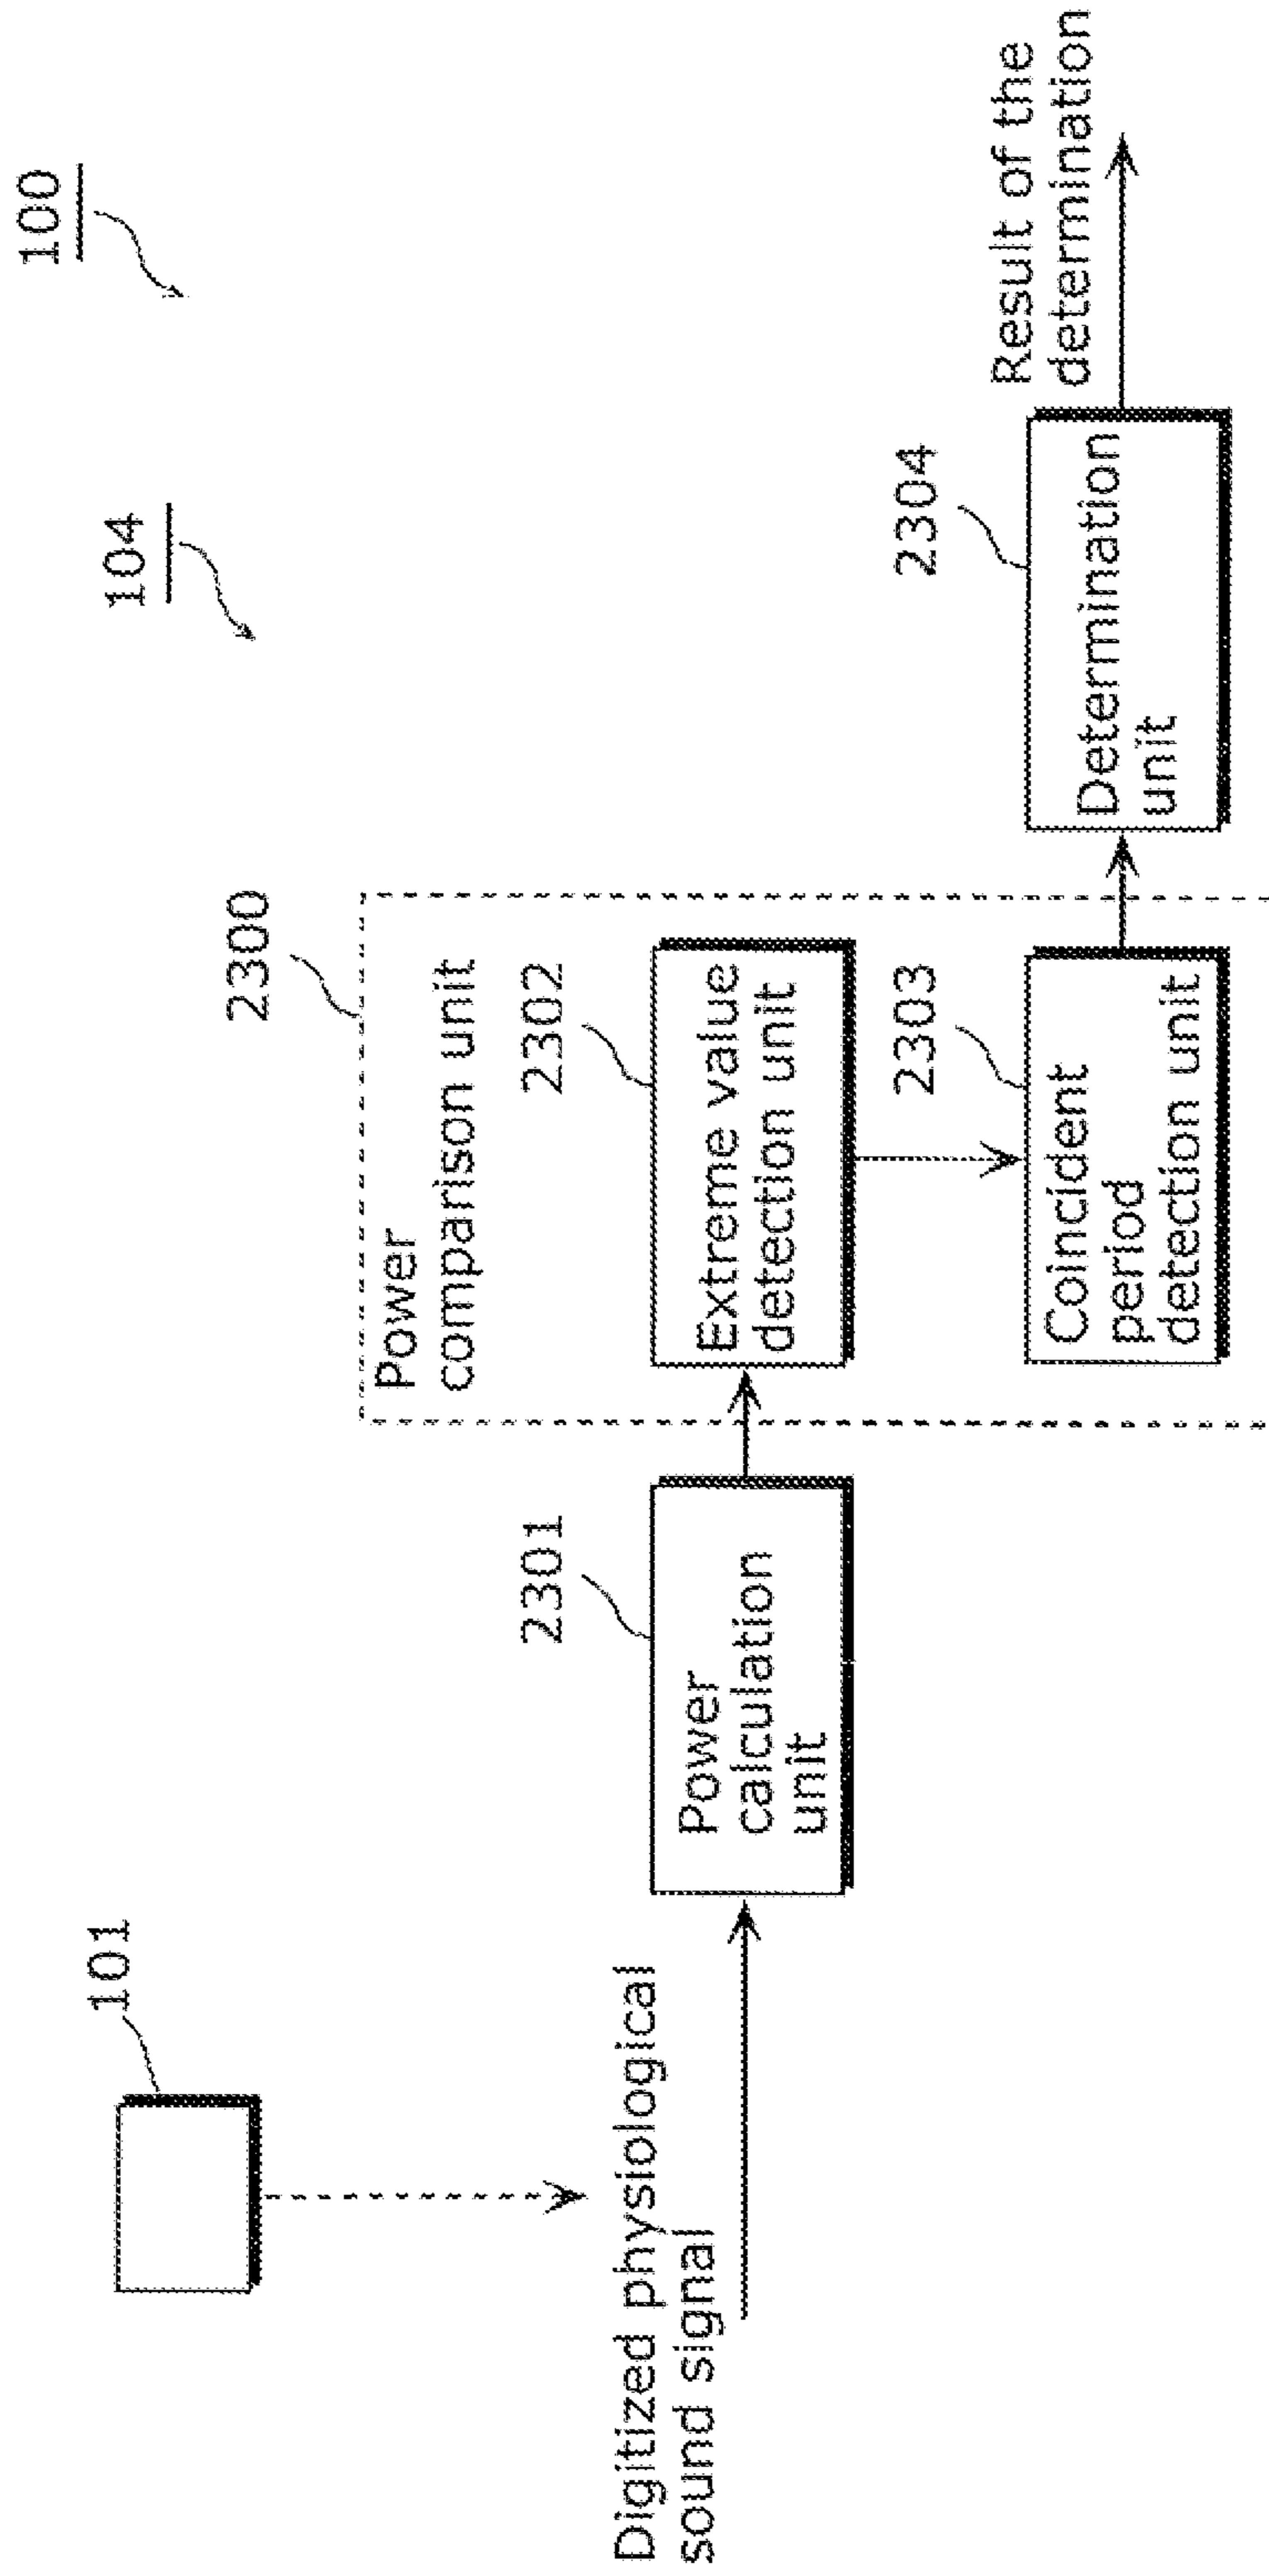 100
104
2300
Power
comparison unit
101
2301
2302
Digitized physiological
sound signal
Power
calculation
unit
Extreme value
detection unit
2303
2304
Coincident
period
detection unit
Determination
unit
Result of the
determination